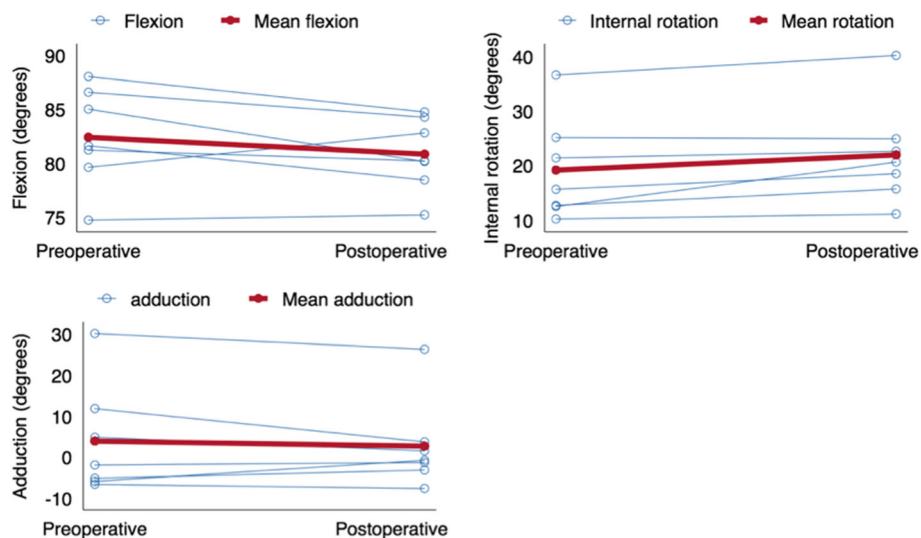 Flexion Mean flexion
Flexion (degrees)
90
85
80
75
Preoperative Postoperative
Internal rotation Mean rotation
Internal rotation (degrees)
40
30
20
10
Preoperative Postoperative
adduction Mean adduction
Adduction (degrees)
30
20
10
0
-10
Preoperative Postoperative